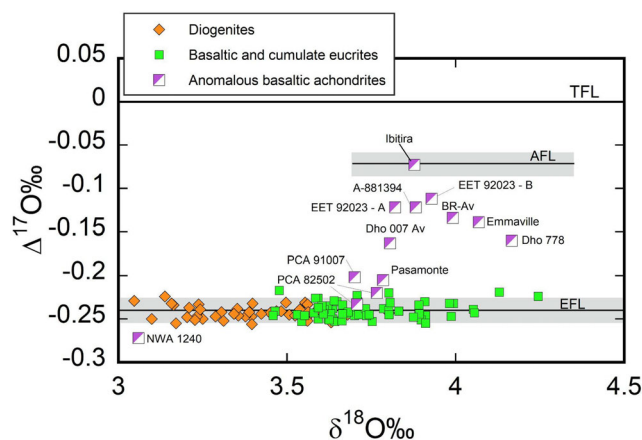 Diogenites
Basaltic and cumulate eucrites
Anomalous basaltic achondrites
0.05
0
-0.05
-0.1
-0.15
-0.2
-0.25
-0.3
Δ17O‰
TFL
Ibitira
AFL
A-881394
EET 92023 - B
EET 92023 - A
BR-Av
Emmaville
Dho 007 Av
Dho 778
PCA 91007
Pasamonte
PCA 82502
EFL
NWA 1240
3
3.5
4
4.5
δ18O‰